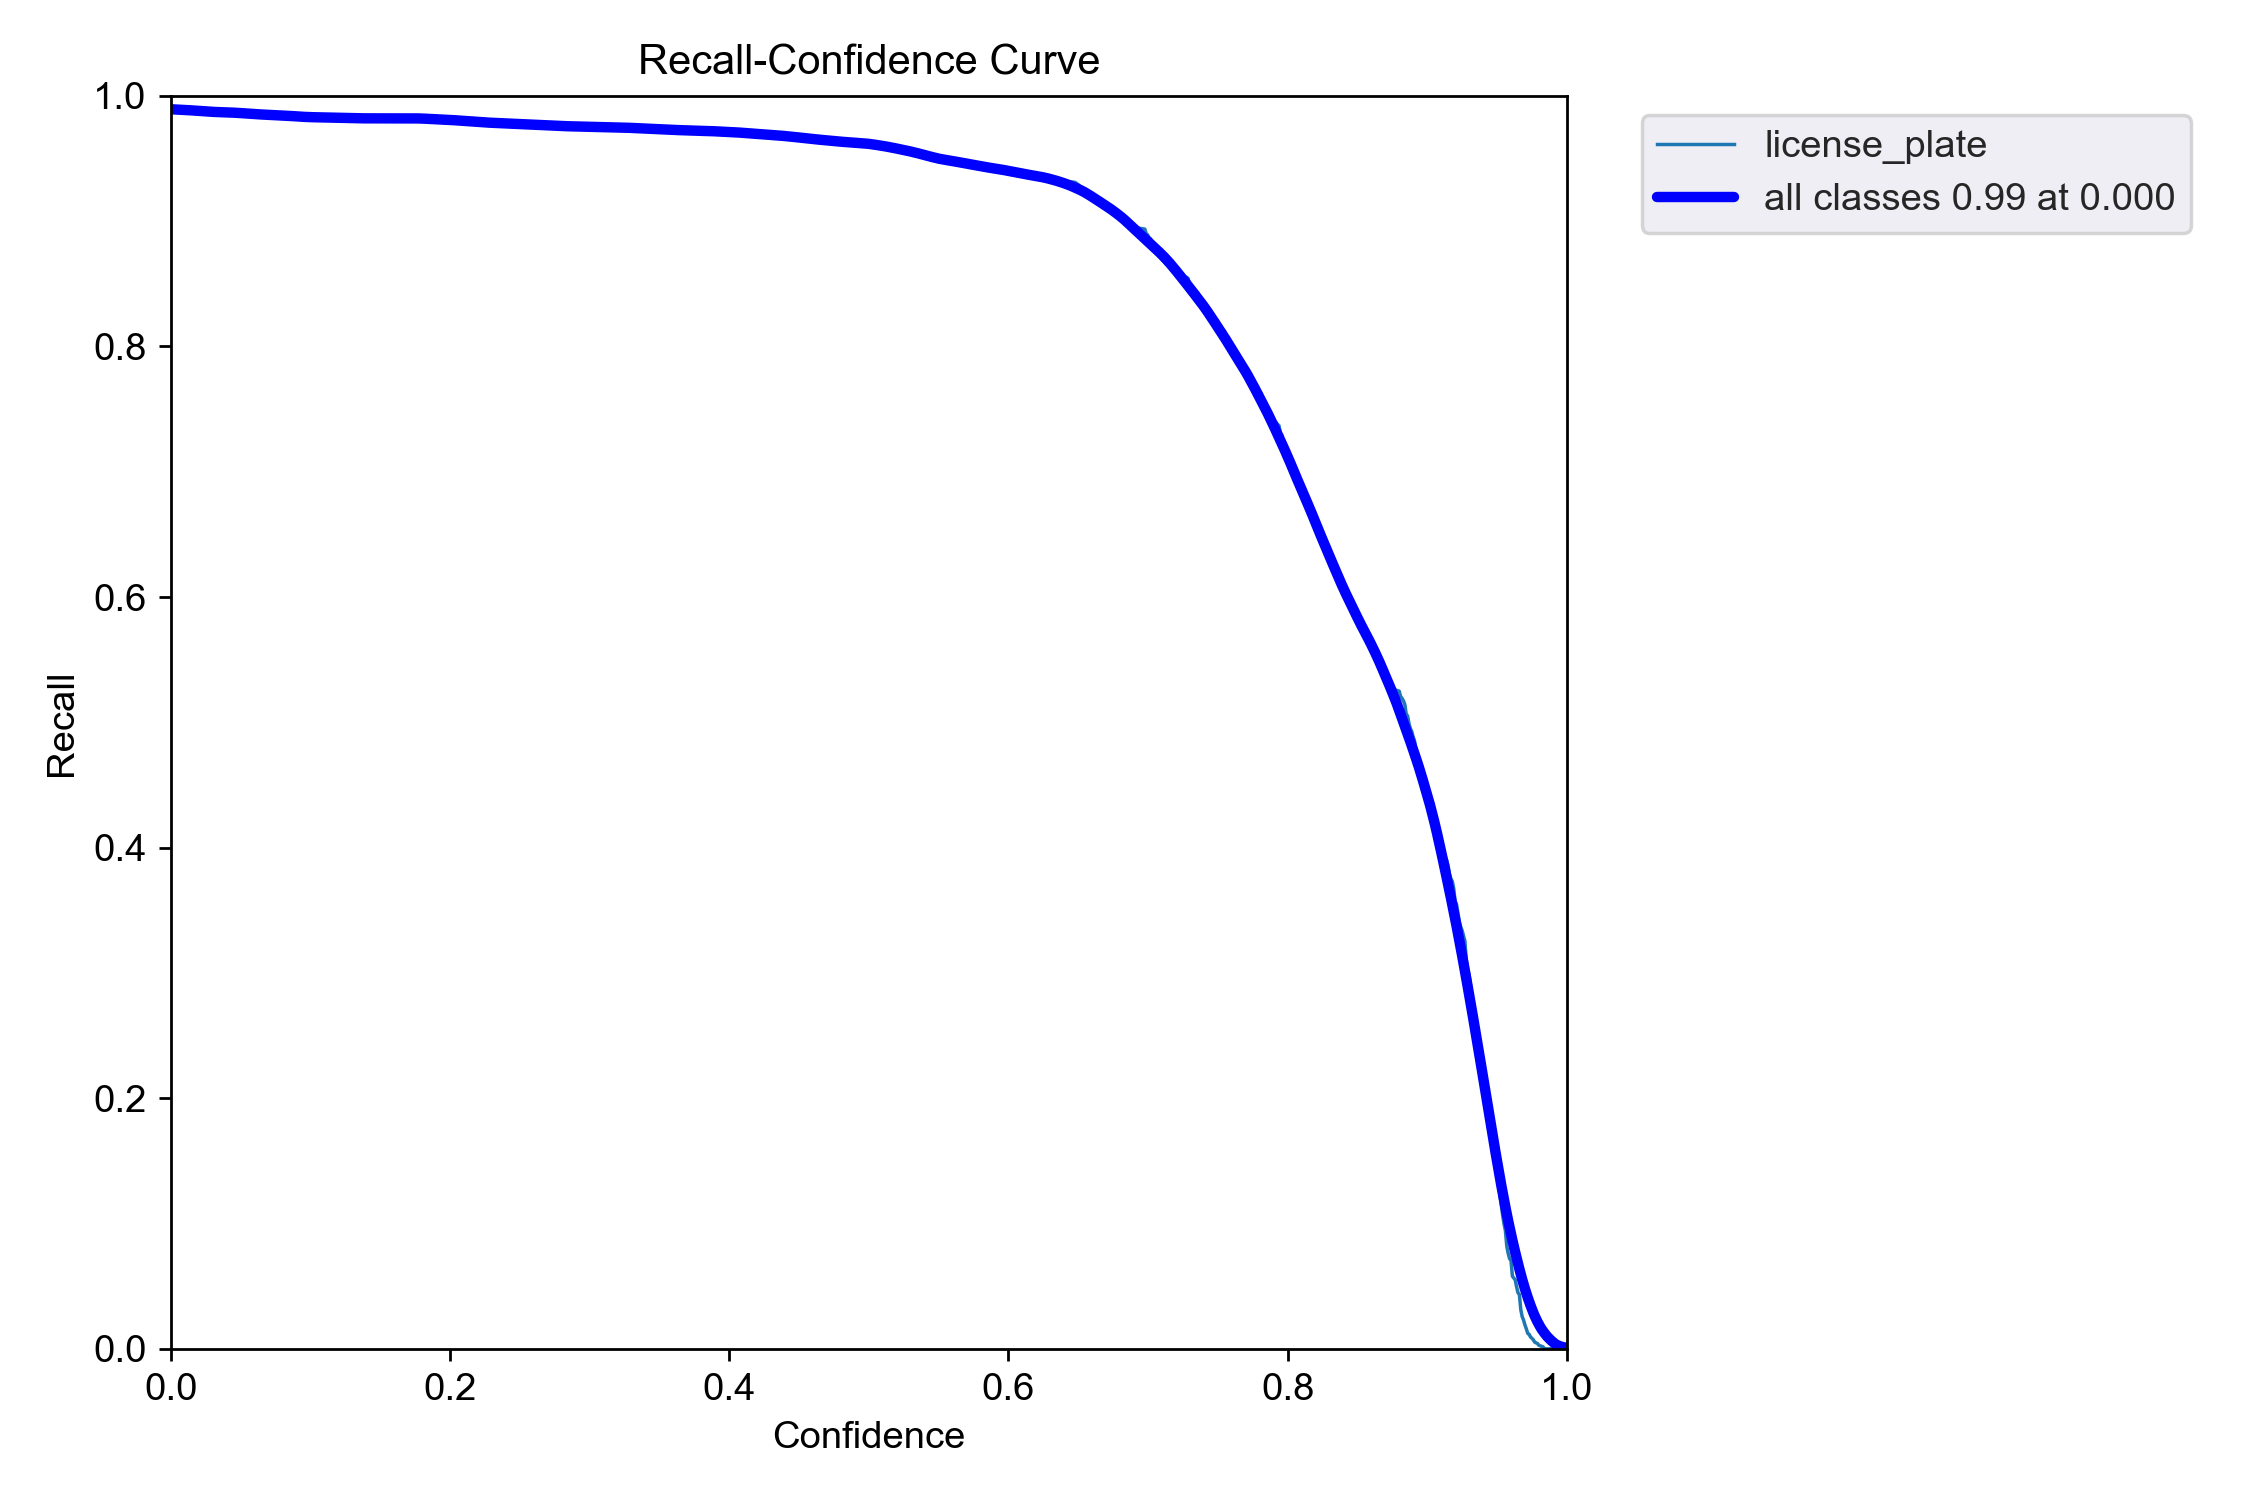 Recall-Confidence Curve
1.0
0.8
0.6
0.4
0.2
0.0
Recall
0.0 0.2 0.4 0.6 0.8 1.0
Confidence
license_plate
all classes 0.99 at 0.000